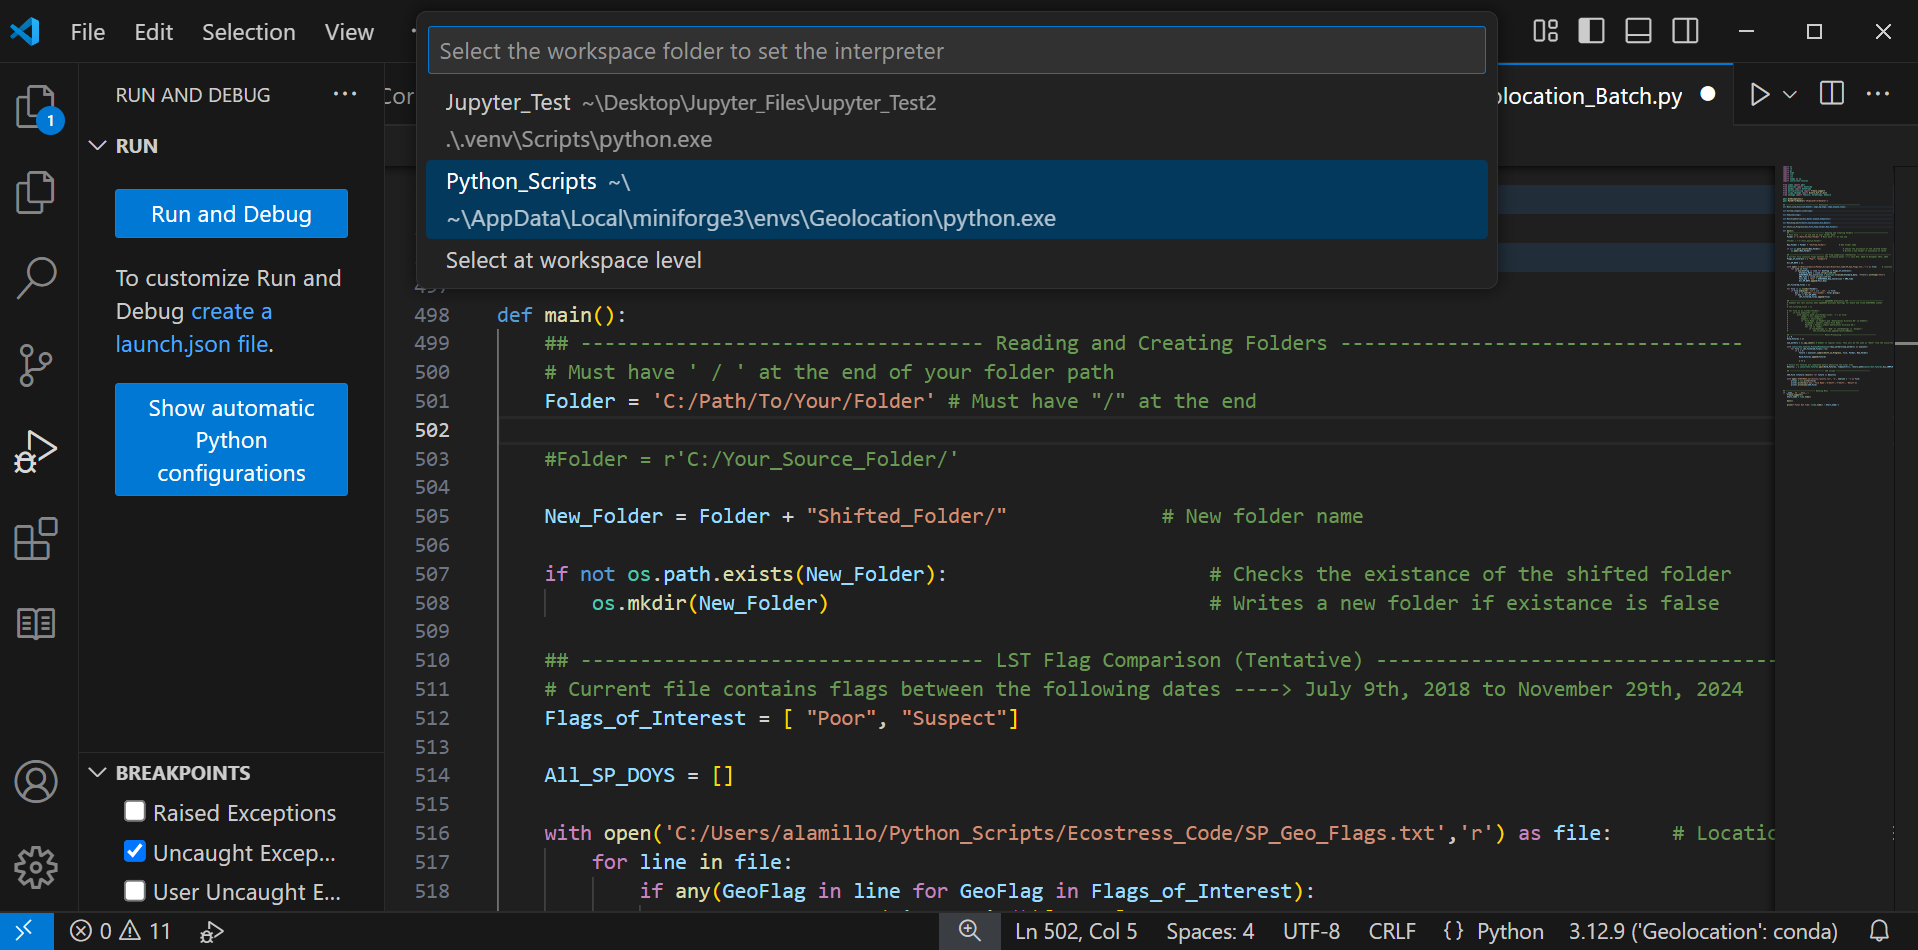 File Edit Selection View
Select the workspace folder to set the interpreter
Jupyter_Test ~\Desktop\Jupyter_Files\Jupyter_Test2
.\.venv\Scripts\python.exe
Python_Scripts ~\
~\AppData\Local\miniforge3\envs\Geolocation\python.exe
Select at workspace level
olocation_Batch.py
1
RUN AND DEBUG
RUN
Run and Debug
To customize Run and
Debug create a
launch.json file.
Show automatic
Python
configurations
BREAKPOINTS
Raised Exceptions
Uncaught Excep...
User Uncaught E...
498 def main():
499 ## ---------------------------------- Reading and Creating Folders ----------------------------------
500 # Must have ' / ' at the end of your folder path
501 Folder = 'C:/Path/To/Your/Folder' # Must have "/" at the end
502
503 #Folder = r'C:/Your_Source_Folder/'
504
505 New_Folder = Folder + "Shifted_Folder/" # New folder name
506
507 if not os.path.exists(New_Folder): # Checks the existance of the shifted folder
508 os.mkdir(New_Folder) # Writes a new folder if existance is false
509
510 ## ---------------------------------- LST Flag Comparison (Tentative) ----------------------------------
511 # Current file contains flags between the following dates ----> July 9th, 2018 to November 29th, 2024
512 Flags_of_Interest = [ "Poor", "Suspect"]
513
514 All_SP_DOYS = []
515
516 with open('C:/Users/alamillo/Python_Scripts/Ecostress_Code/SP_Geo_Flags.txt','r') as file: # Locatio
517 for line in file:
518 if any(GeoFlag in line for GeoFlag in Flags_of_Interest):
0 11
Ln 502, Col 5 Spaces: 4 UTF-8 CRLF {} Python 3.12.9 ('Geolocation': conda)